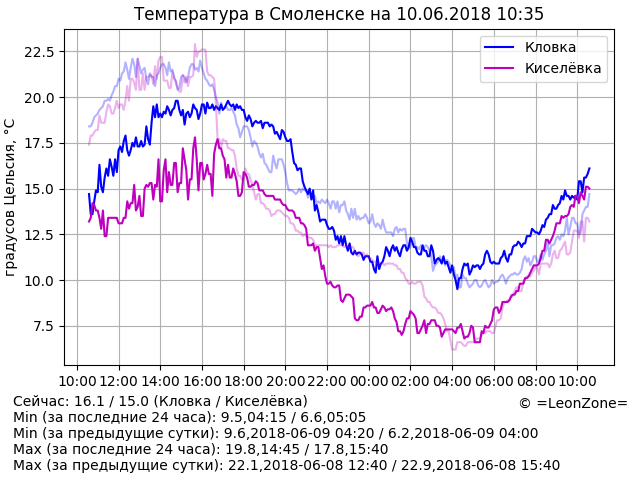 Температура в Смоленске на 10.06.2018 10:35
градусов Цельсия, °C
22.5
20.0
17.5
15.0
12.5
10.0
7.5
Кловка
Киселёвка
10:00 12:00 14:00 16:00 18:00 20:00 22:00 00:00 02:00 04:00 06:00 08:00 10:00
Сейчас: 16.1 / 15.0 (Кловка / Киселёвка)
© =LeonZone=
Min (за последние 24 часа): 9.5,04:15 / 6.6,05:05
Min (за предыдущие сутки): 9.6,2018-06-09 04:20 / 6.2,2018-06-09 04:00
Max (за последние 24 часа): 19.8,14:45 / 17.8,15:40
Max (за предыдущие сутки): 22.1,2018-06-08 12:40 / 22.9,2018-06-08 15:40